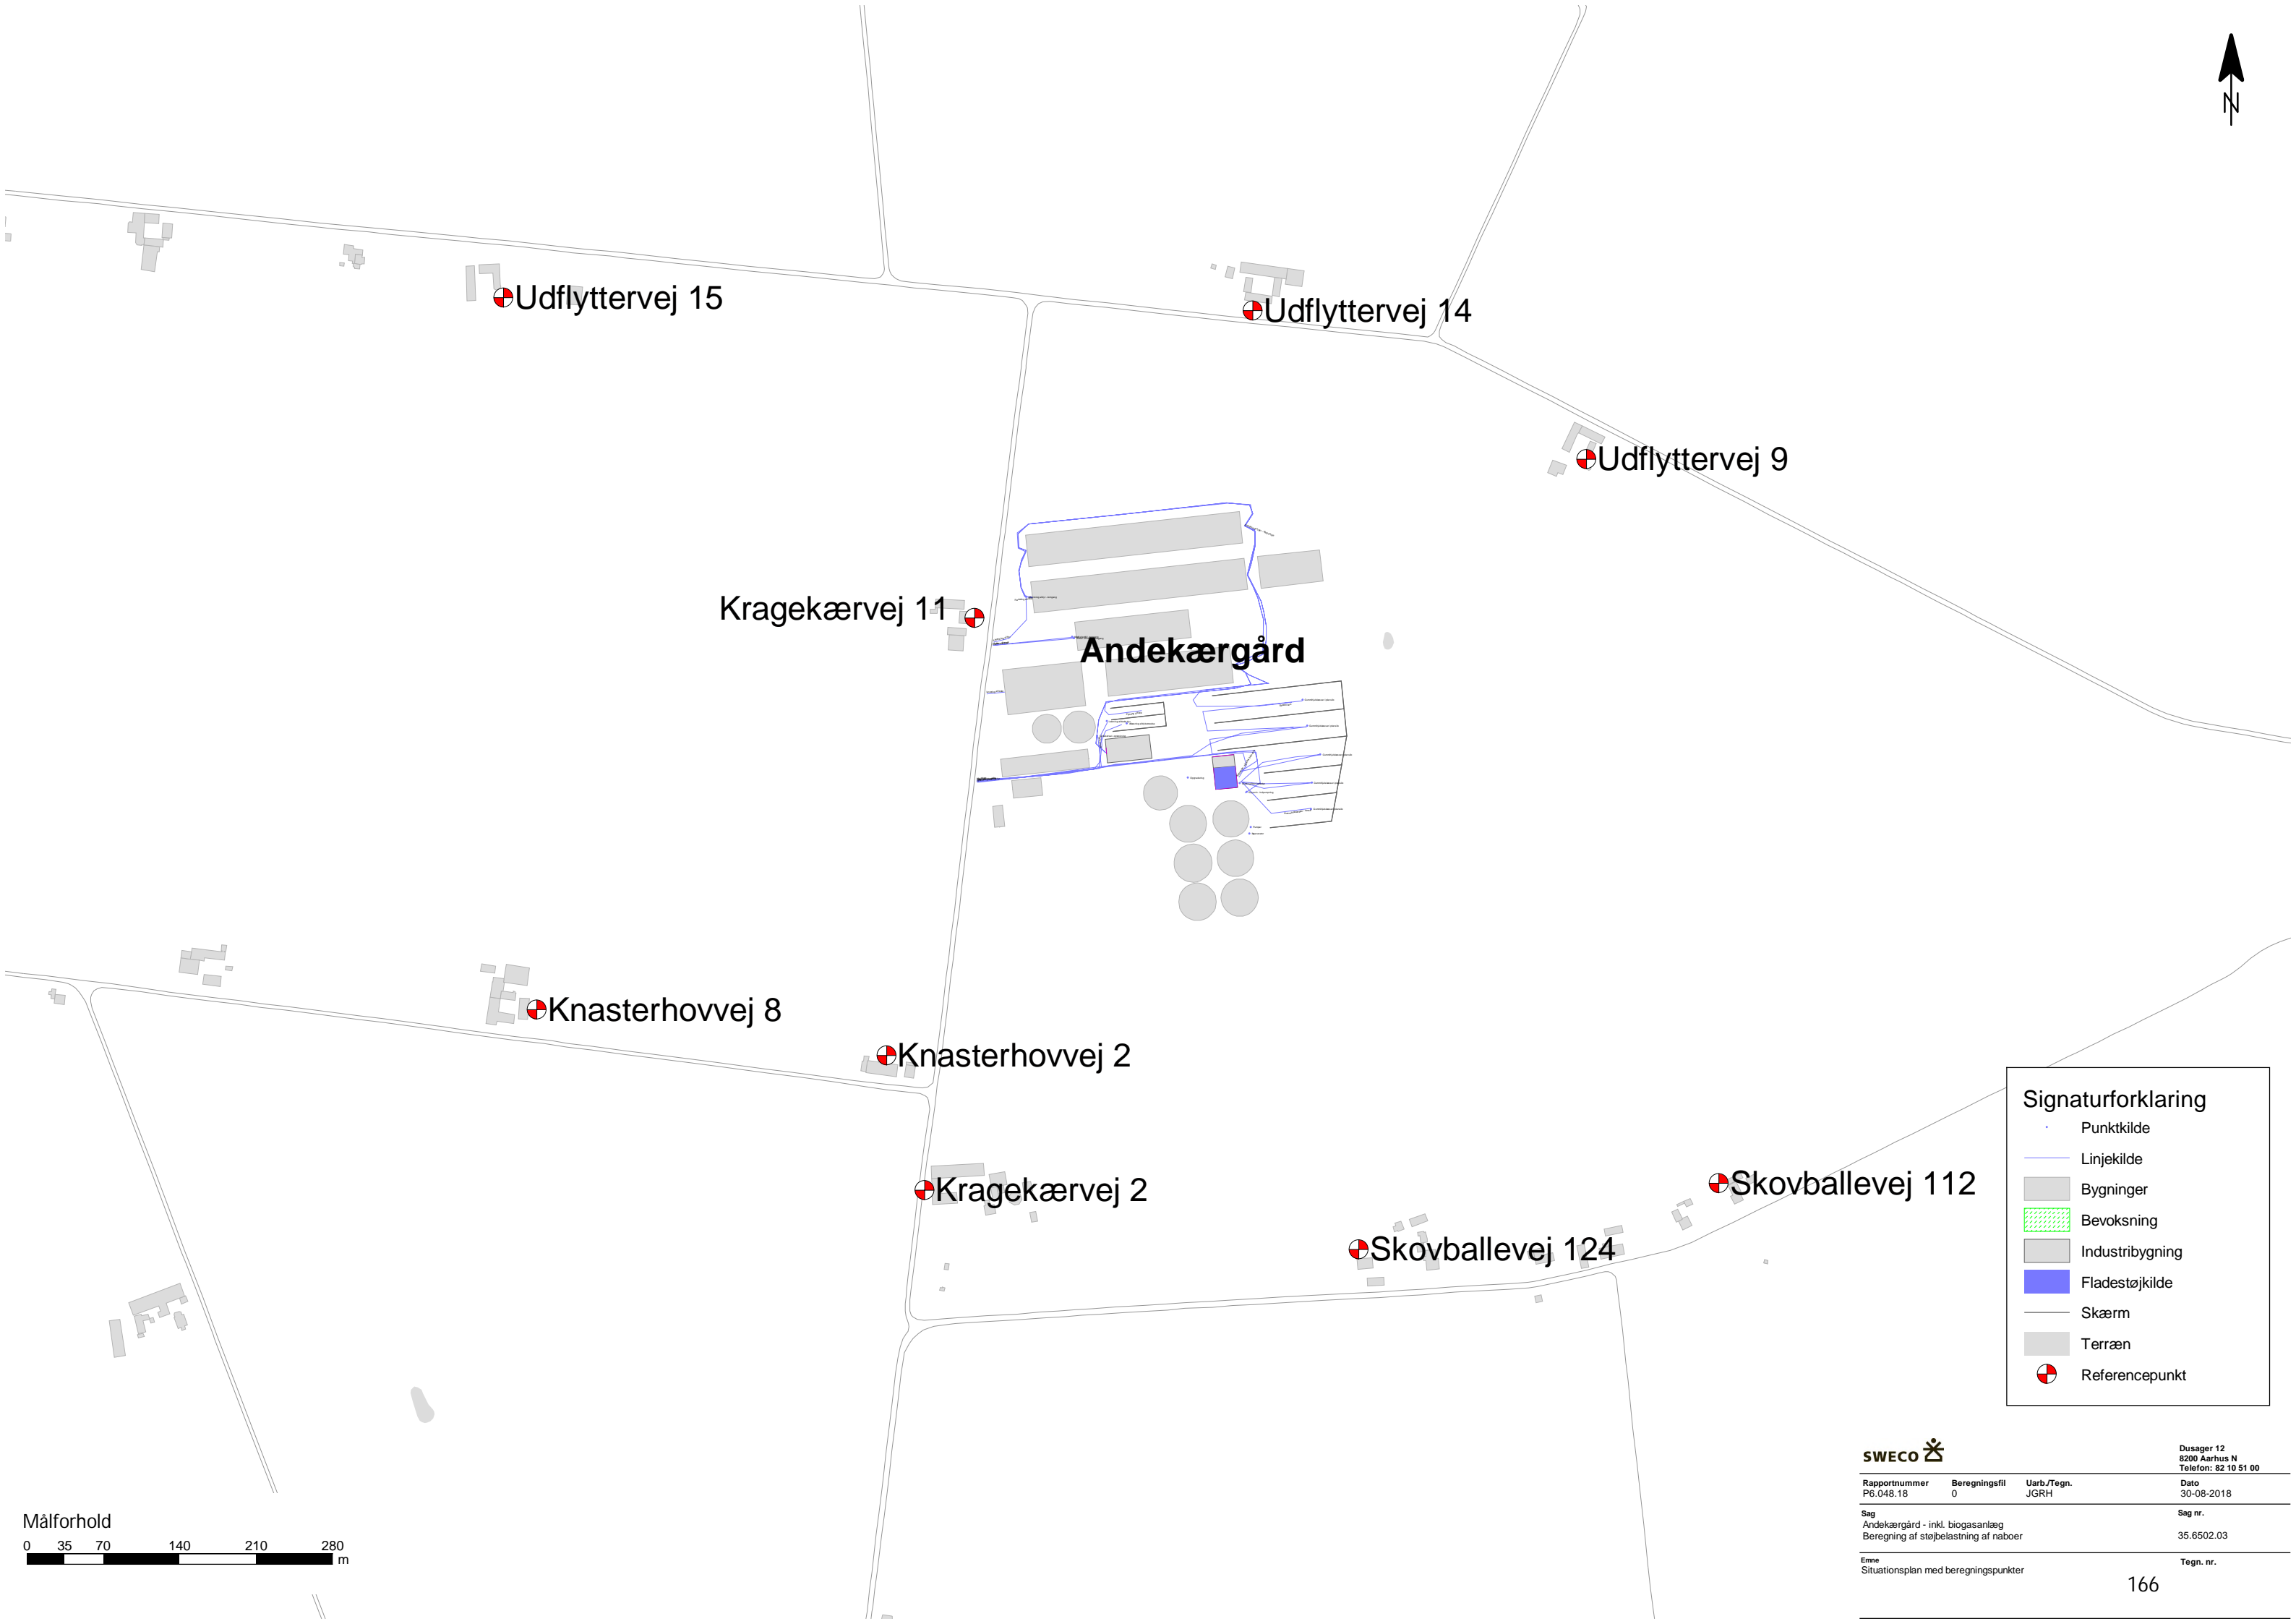 N
Udflyttervej 15
Udflyttervej 14
Udflyttervej 9
Kragekærvej 11
Andekærgård
Knasterhovvej 8
Knasterhovvej 2
Kragekærvej 2
Skovballevej 112
Skovballevej 124
Signaturforklaring
Punktkilde
Linjekilde
Bygninger
Bevoksning
Industribygning
Fladestøjkilde
Skærm
Terræn
Referencepunkt
Målforhold
0 35 70 140 210 280
m
SWECO
Dusager 12
8200 Aarhus N
Telefon: 82 10 51 00
Rapportnummer Beregningsfil Uarb./Tegn. Dato
P6.048.18 0 JGRH 30-08-2018
Sag Sag nr.
Andekærgård - inkl. biogasanlæg
Beregning af støjbelastning af naboer 35.6502.03
Emne Tegn. nr.
Situationsplan med beregningspunkter
166